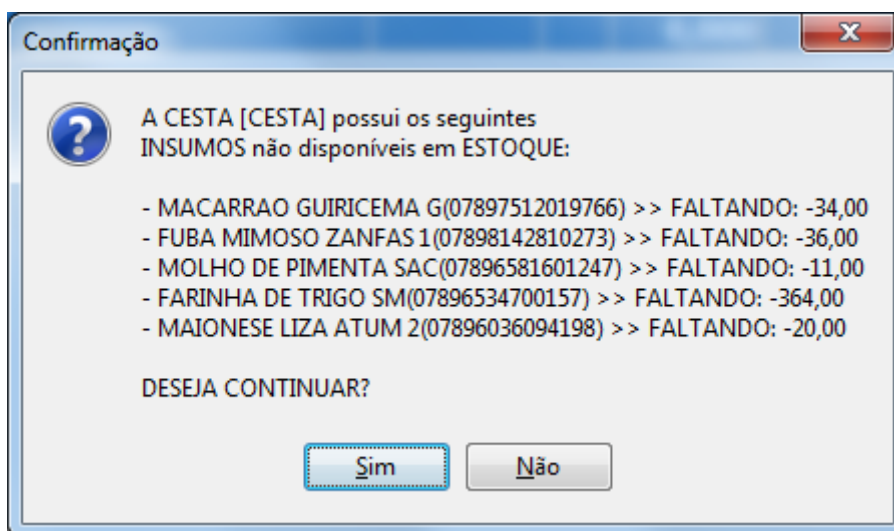 Confirmação
A CESTA [CESTA] possui os seguintes
INSUMOS não disponíveis em ESTOQUE:
- MACARRAO GUIRICEMA G(07897512019766) >> FALTANDO: -34,00
- FUBA MIMOSO ZANFAS 1(07898142810273) >> FALTANDO: -36,00
- MOLHO DE PIMENTA SAC(07896581601247) >> FALTANDO: -11,00
- FARINHA DE TRIGO SM(07896534700157) >> FALTANDO: -364,00
- MAIONESE LIZA ATUM 2(07896036094198) >> FALTANDO: -20,00
DESEJA CONTINUAR?
Sim
Não